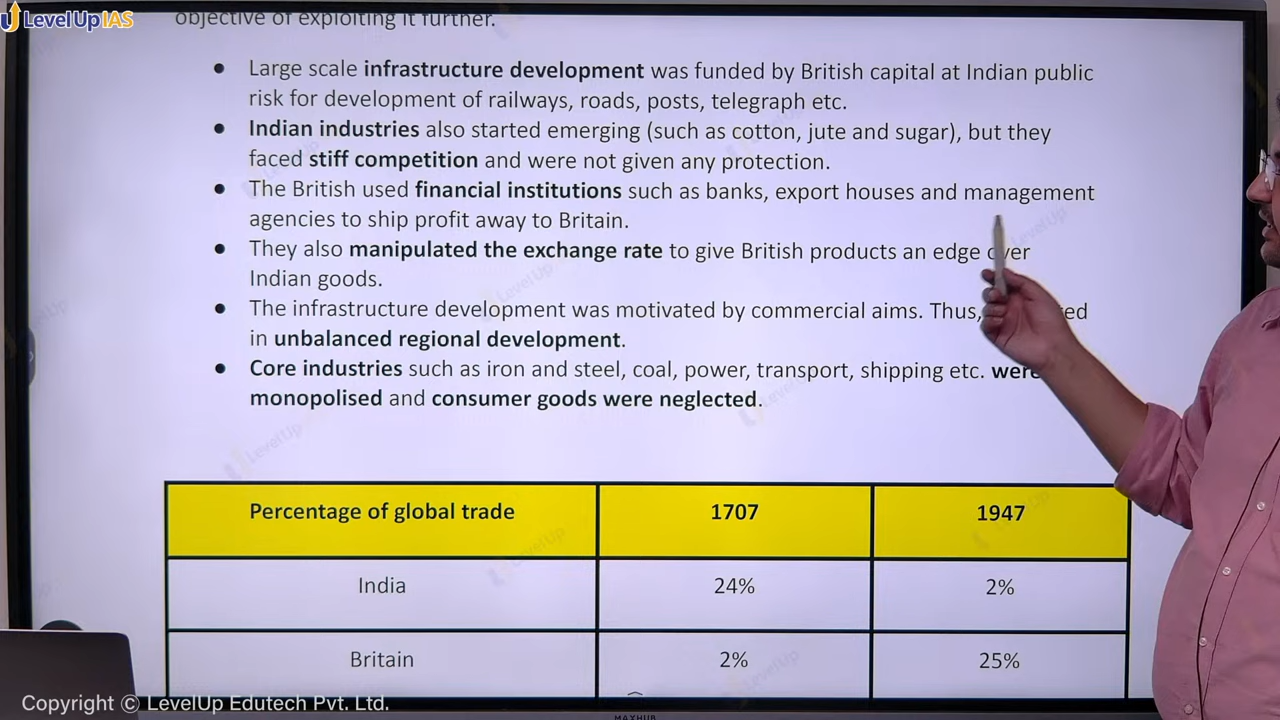 LevelUp IAS
objective of exploiting it further.
● Large scale infrastructure development was funded by British capital at Indian public
risk for development of railways, roads, posts, telegraph etc.
● Indian industries also started emerging (such as cotton, jute and sugar), but they
faced stiff competition and were not given any protection.
● The British used financial institutions such as banks, export houses and management
agencies to ship profit away to Britain.
● They also manipulated the exchange rate to give British products an edge over
Indian goods.
● The infrastructure development was motivated by commercial aims. Thus,
in unbalanced regional development.
● Core industries such as iron and steel, coal, power, transport, shipping etc. were
monopolised and consumer goods were neglected.
Percentage of global trade 1707 1947
India 24% 2%
Britain 2% 25%
Copyright © LevelUp Edutech Pvt. Ltd.
MAXHUB